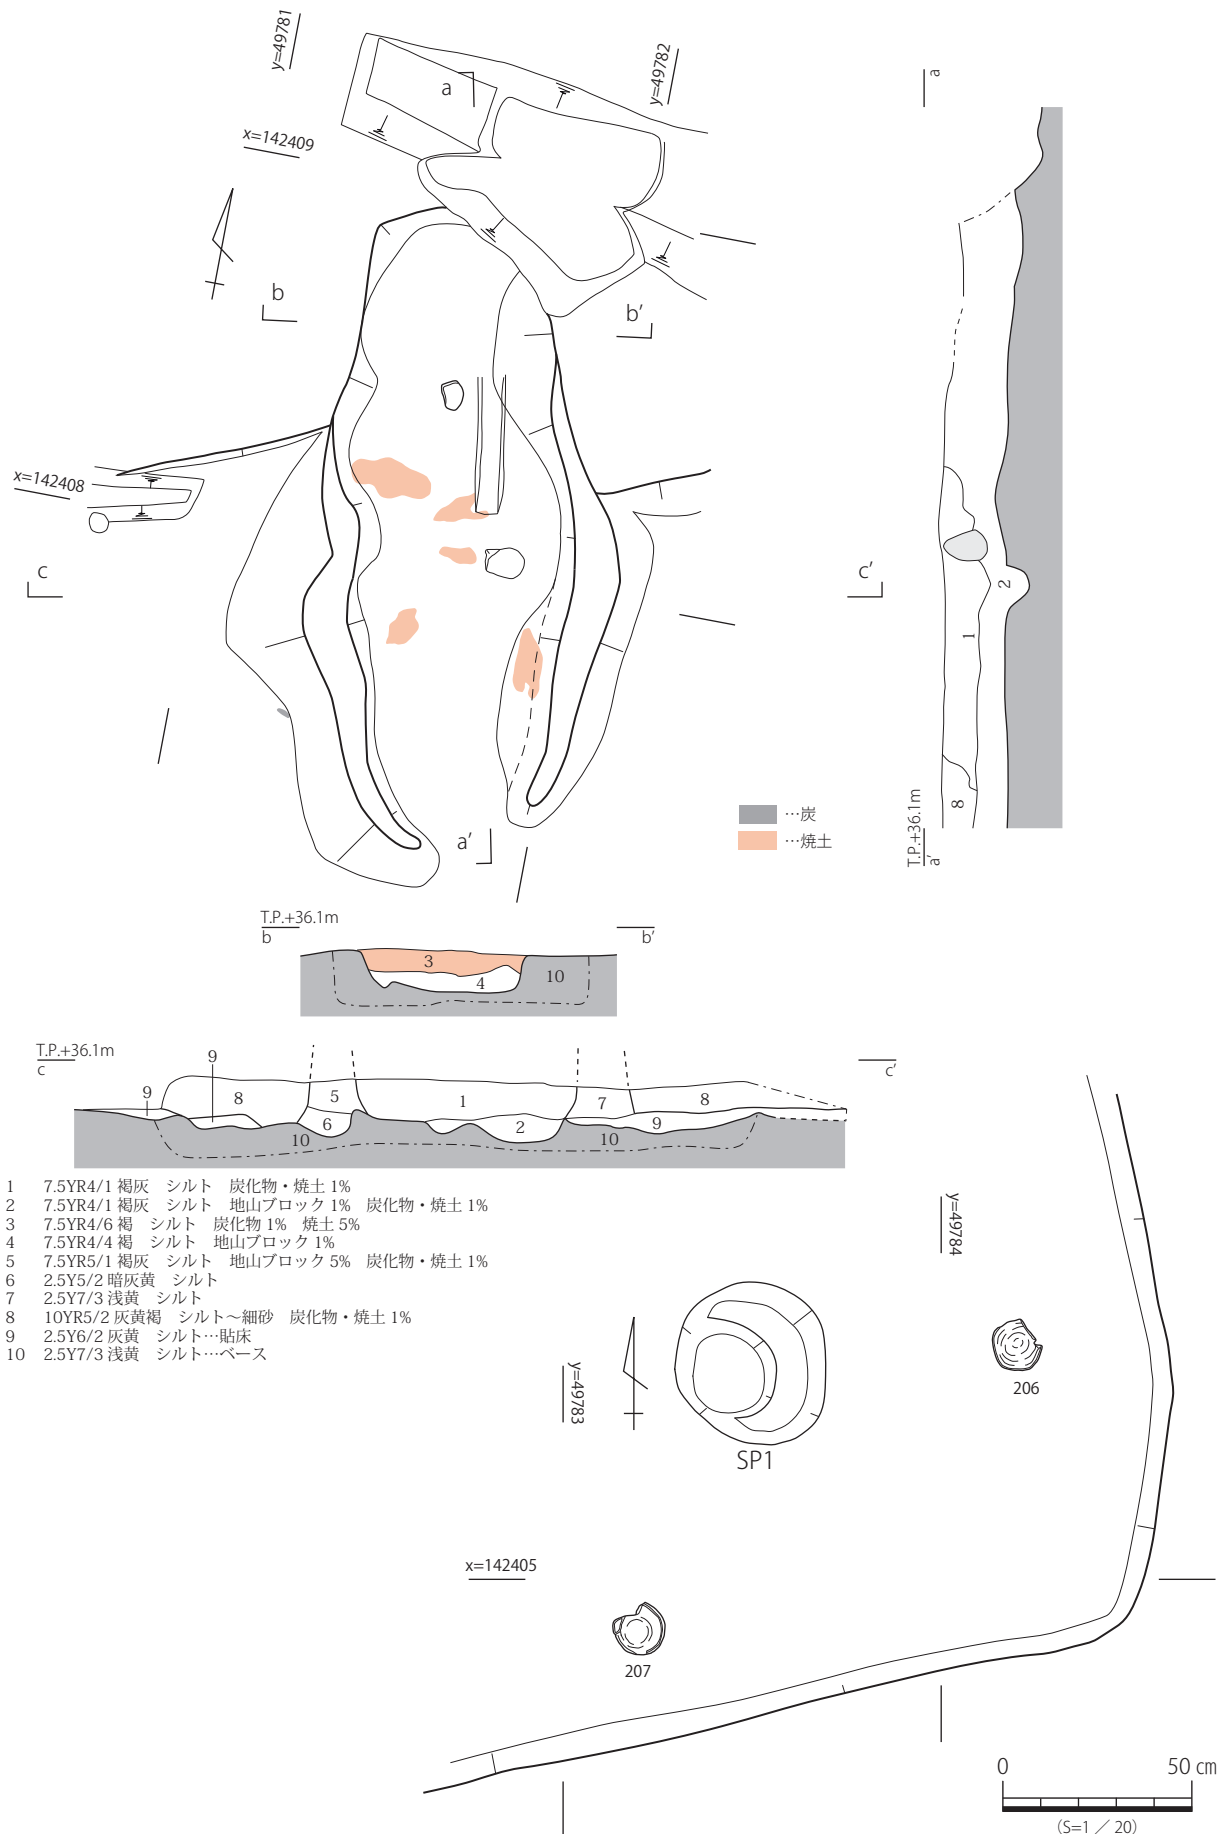 y=49781
y=49782
a
a
x=142409
b
b’
x=142408
c
c’
2
1
8
T.P.+36.1m
a’
a’
…炭
…焼土
T.P.+36.1m
b
b’
3
4
10
T.P.+36.1m
c
c’
9
9
8
5
1
7
8
6
2
9
10
10
1 7.5YR4/1 褐灰　シルト　炭化物・焼土 1%
2 7.5YR4/1 褐灰　シルト　地山ブロック 1%　炭化物・焼土 1%
3 7.5YR4/6 褐　シルト　炭化物 1%　焼土 5%
4 7.5YR4/4 褐　シルト　地山ブロック 1%
5 7.5YR5/1 褐灰　シルト　地山ブロック 5%　炭化物・焼土 1%
6 2.5Y5/2 暗灰黄　シルト
7 2.5Y7/3 浅黄　シルト
8 10YR5/2 灰黄褐　シルト～細砂　炭化物・焼土 1%
9 2.5Y6/2 灰黄　シルト…貼床
10 2.5Y7/3 浅黄　シルト…ベース
y=49784
y=49783
206
SP1
x=142405
207
0 50 cm
(S=1／20)